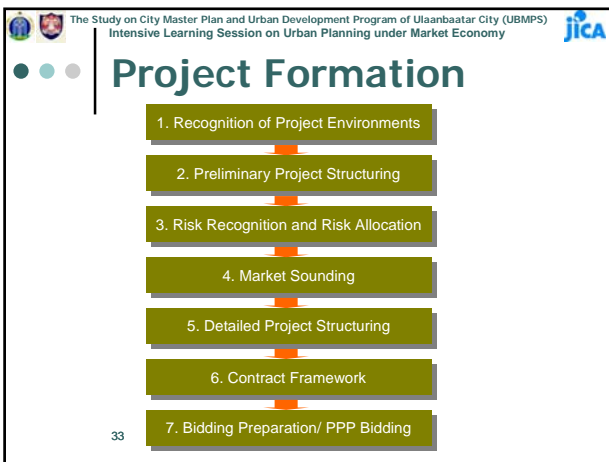 The Study on City Master Plan and Urban Development Program of Ulaanbaatar City (UBMPS)
Intensive Learning Session on Urban Planning under Market Economy
jica
Project Formation
1. Recognition of Project Environments
2. Preliminary Project Structuring
3. Risk Recognition and Risk Allocation
4. Market Sounding
5. Detailed Project Structuring
6. Contract Framework
7. Bidding Preparation/ PPP Bidding
33